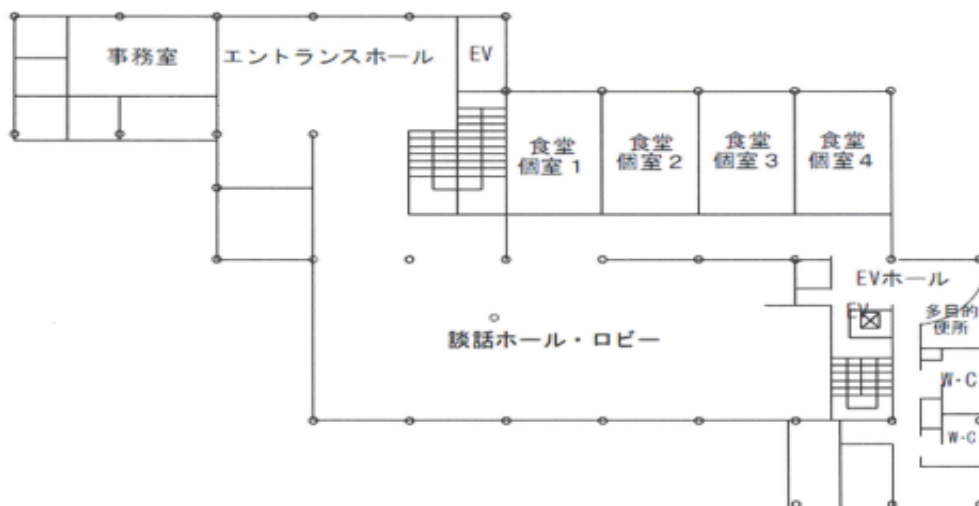 事務室
エントランスホール
EV
食堂
個室1
食堂
個室2
食堂
個室3
食堂
個室4
EVホール
EV
多目的
便所
談話ホール・ロビー
W・C
W・C